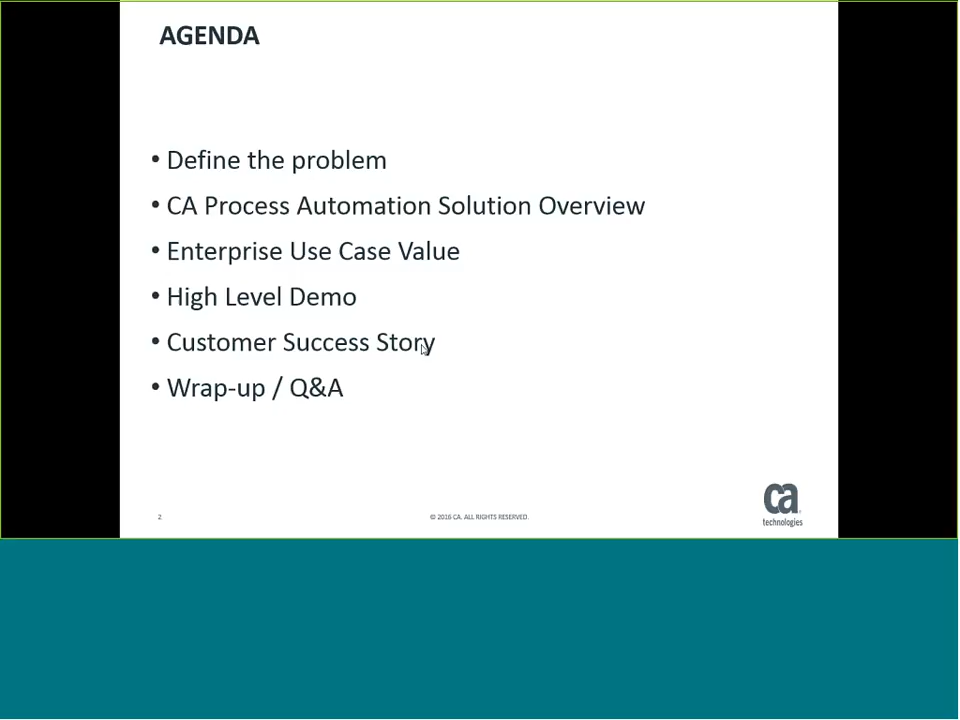 AGENDA
• Define the problem
• CA Process Automation Solution Overview
• Enterprise Use Case Value
• High Level Demo
• Customer Success Story
• Wrap-up / Q&A
2
© 2016 CA. ALL RIGHTS RESERVED.
ca
technologies